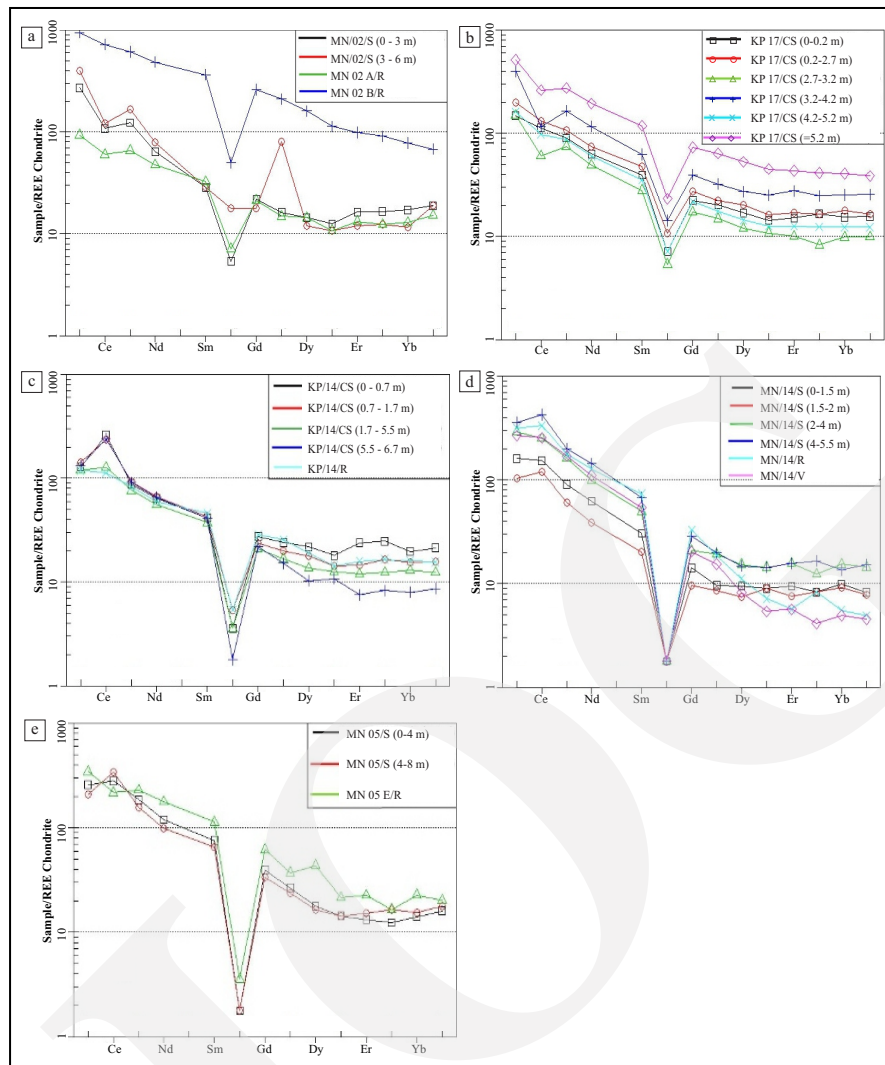 a
Sample/REE Chondrite
1 10 100 1000
MN/02/S (0 - 3 m)
MN/02/S (3 - 6 m)
MN 02 A/R
MN 02 B/R
Ce Nd Sm Gd Dy Er Yb
b
Sample/REE Chondrite
1 10 100 1000
KP 17/CS (0-0.2 m)
KP 17/CS (0.2-2.7 m)
KP 17/CS (2.7-3.2 m)
KP 17/CS (3.2-4.2 m)
KP 17/CS (4.2-5.2 m)
KP 17/CS (=5.2 m)
Ce Nd Sm Gd Dy Er Yb
c
Sample/REE Chondrite
1 10 100 1000
KP/14/CS (0 - 0.7 m)
KP/14/CS (0.7 - 1.7 m)
KP/14/CS (1.7 - 5.5 m)
KP/14/CS (5.5 - 6.7 m)
KP/14/R
Ce Nd Sm Gd Dy Er Yb
d
Sample/REE Chondrite
1 10 100 1000
MN/14/S (0-1.5 m)
MN/14/S (1.5-2 m)
MN/14/S (2-4 m)
MN/14/S (4-5.5 m)
MN/14/R
MN/14/V
Ce Nd Sm Gd Dy Er Yb
e
Sample/REE Chondrite
1 10 100 1000
MN 05/S (0-4 m)
MN 05/S (4-8 m)
MN 05 E/R
Ce Nd Sm Gd Dy Er Yb